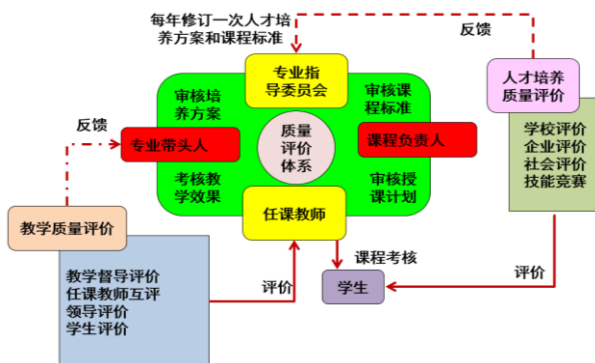 每年修订一次人才培
养方案和课程标准
反馈
专业指
导委员会
审核培
养方案
审核课
程标准
人才培养
质量评价
反馈
专业带头人
质量
评价
体系
课程负责人
学校评价
企业评价
社会评价
技能竞赛
考核教
学效果
审核授
课计划
任课教师
教学质量评价
课程考核
教学督导评价
任课教师互评
领导评价
学生评价
评价
学生
评价